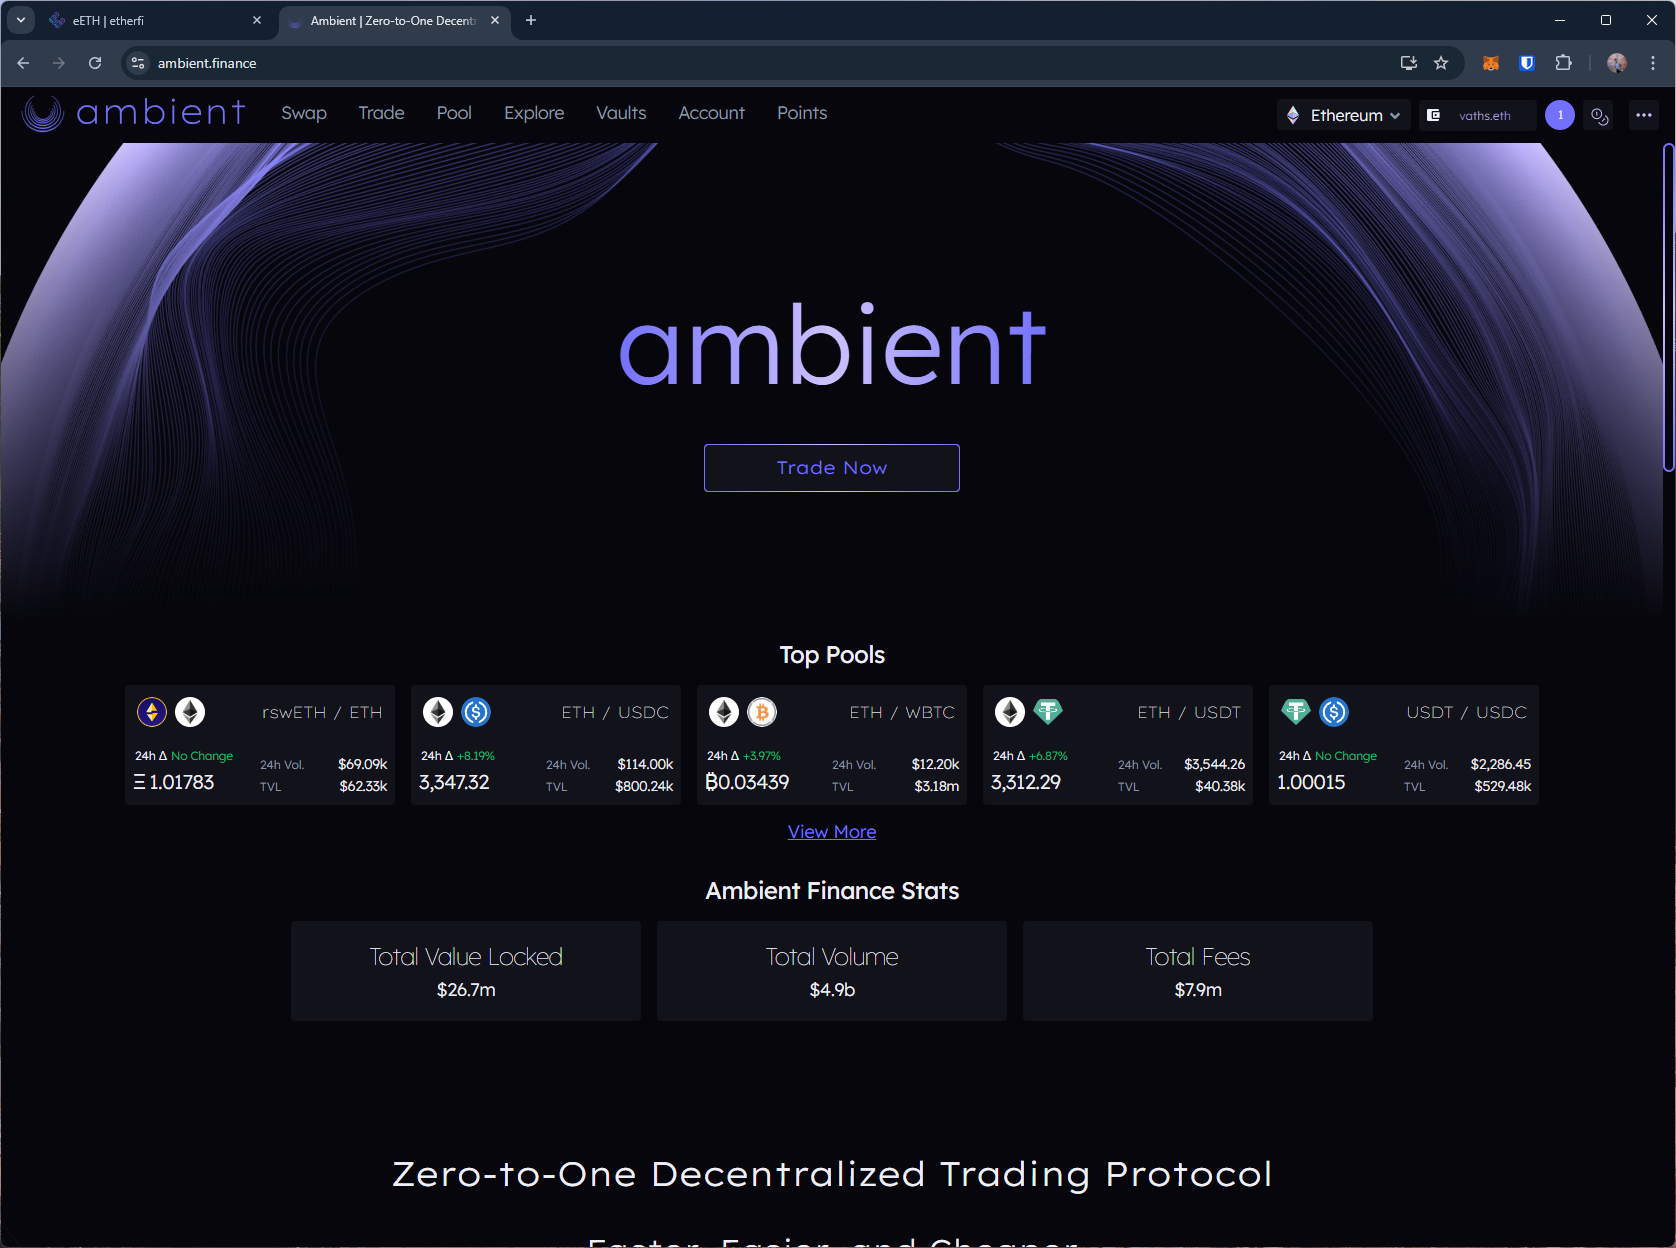 eETH | etherfi
Ambient | Zero-to-One Decentr
ambient.finance
ambient
Swap Trade Pool Explore Vaults Account Points
Ethereum
vaths.eth
1
ambient
Trade Now
Top Pools
rswETH / ETH
24h Δ No Change
Ξ 1.01783
24h Vol. $69.09k
TVL $62.33k
ETH / USDC
24h Δ +8.19%
3,347.32
24h Vol. $114.00k
TVL $800.24k
ETH / WBTC
24h Δ +3.97%
₿0.03439
24h Vol. $12.20k
TVL $3.18m
ETH / USDT
24h Δ +6.87%
3,312.29
24h Vol. $3,544.26
TVL $40.38k
USDT / USDC
24h Δ No Change
1.00015
24h Vol. $2,286.45
TVL $529.48k
View More
Ambient Finance Stats
Total Value Locked
$26.7m
Total Volume
$4.9b
Total Fees
$7.9m
Zero-to-One Decentralized Trading Protocol
Faster, Easier, and Cheaper